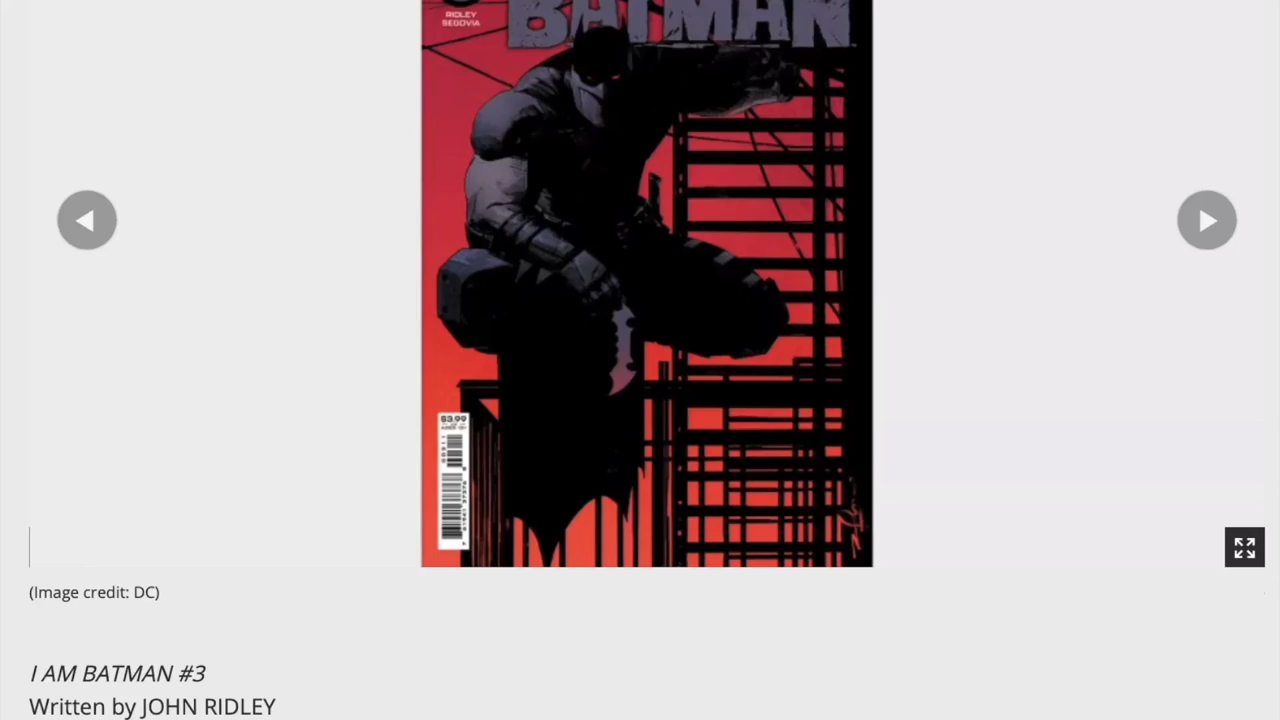 RIDLEY
SEGOVIA
BATMAN
$3.99
(Image credit: DC)
I AM BATMAN #3
Written by JOHN RIDLEY